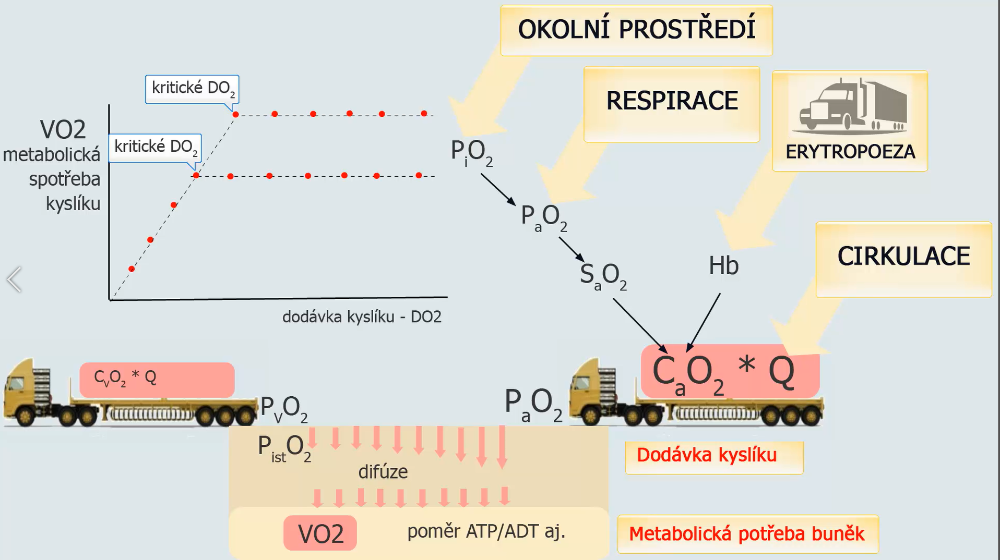 OKOLNÍ PROSTŘEDÍ
RESPIRACE
ERYTROPOEZA
CIRKULACE
kritické DO2
kritické DO2
VO2
metabolická
spotřeba
kyslíku
dodávka kyslíku - DO2
PiO2
PaO2
SaO2
Hb
CaO2 * Q
CVO2 * Q
PVO2
PaO2
PistO2
difúze
Dodávka kyslíku
VO2
poměr ATP/ADT aj.
Metabolická potřeba buněk